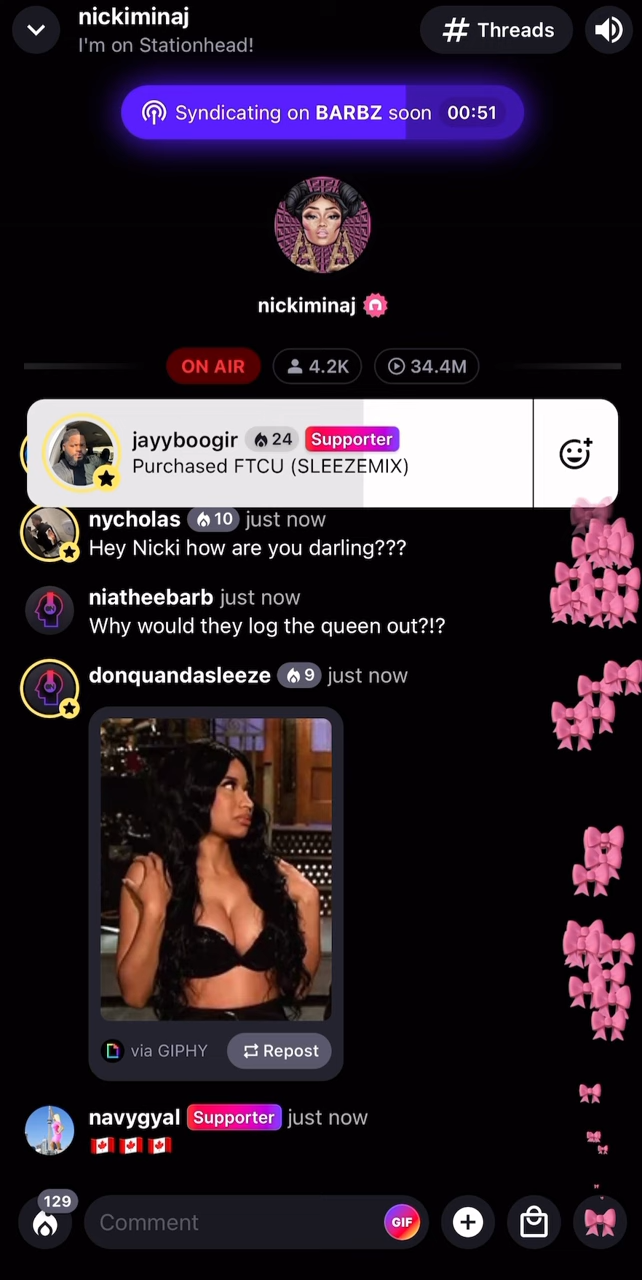 nickiminaj
I'm on Stationhead!
# Threads
Syndicating on BARBZ soon 00:51
nickiminaj
ON AIR 4.2K 34.4M
jayyboogir 24 Supporter
Purchased FTCU (SLEEZEMIX)
nycholas 10 just now
Hey Nicki how are you darling???
niatheebarb just now
Why would they log the queen out?!?
donquandasleeze 9 just now
via GIPHY Repost
navygyal Supporter just now
🇨🇦🇨🇦🇨🇦
129
Comment GIF